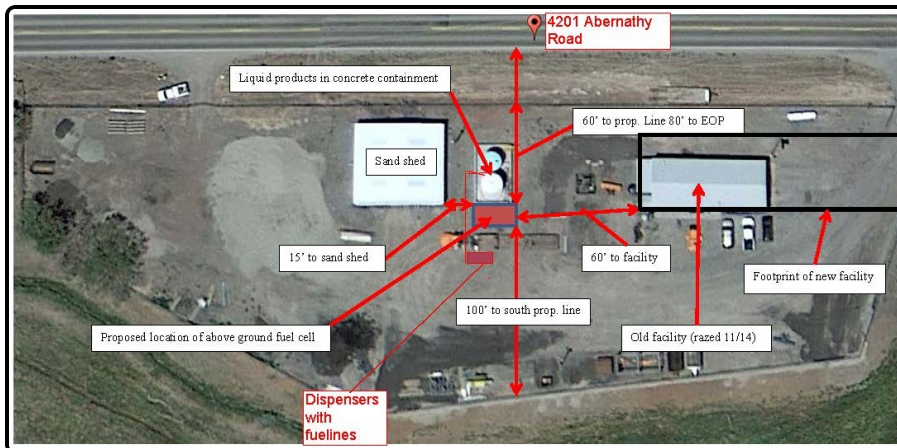 4201 Abernathy
Road
Liquid products in concrete containment
60' to prop. Line 80' to EOP
Sand shed
15' to sand shed
60' to facility
Footprint of new facility
100' to south prop. line
Proposed location of above ground fuel cell
Old facility (razed 11/14)
Dispensers
with
fuelines